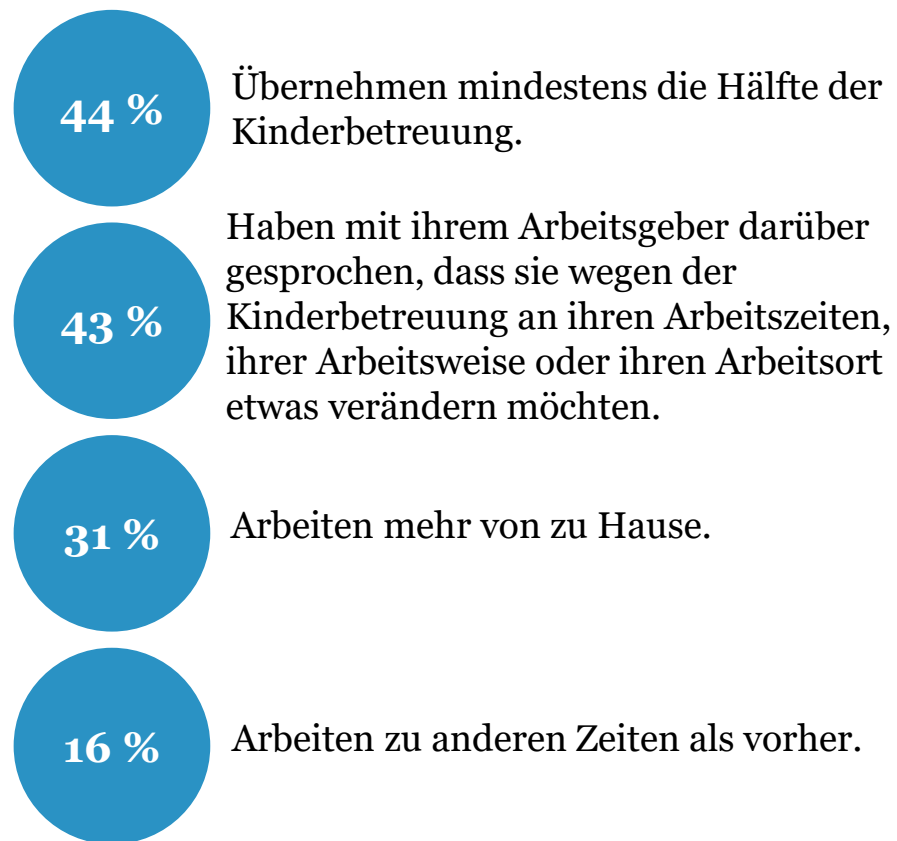 44 %
Übernehmen mindestens die Hälfte der
Kinderbetreuung.
43 %
Haben mit ihrem Arbeitsgeber darüber
gesprochen, dass sie wegen der
Kinderbetreuung an ihren Arbeitszeiten,
ihrer Arbeitsweise oder ihren Arbeitsort
etwas verändern möchten.
31 %
Arbeiten mehr von zu Hause.
16 %
Arbeiten zu anderen Zeiten als vorher.